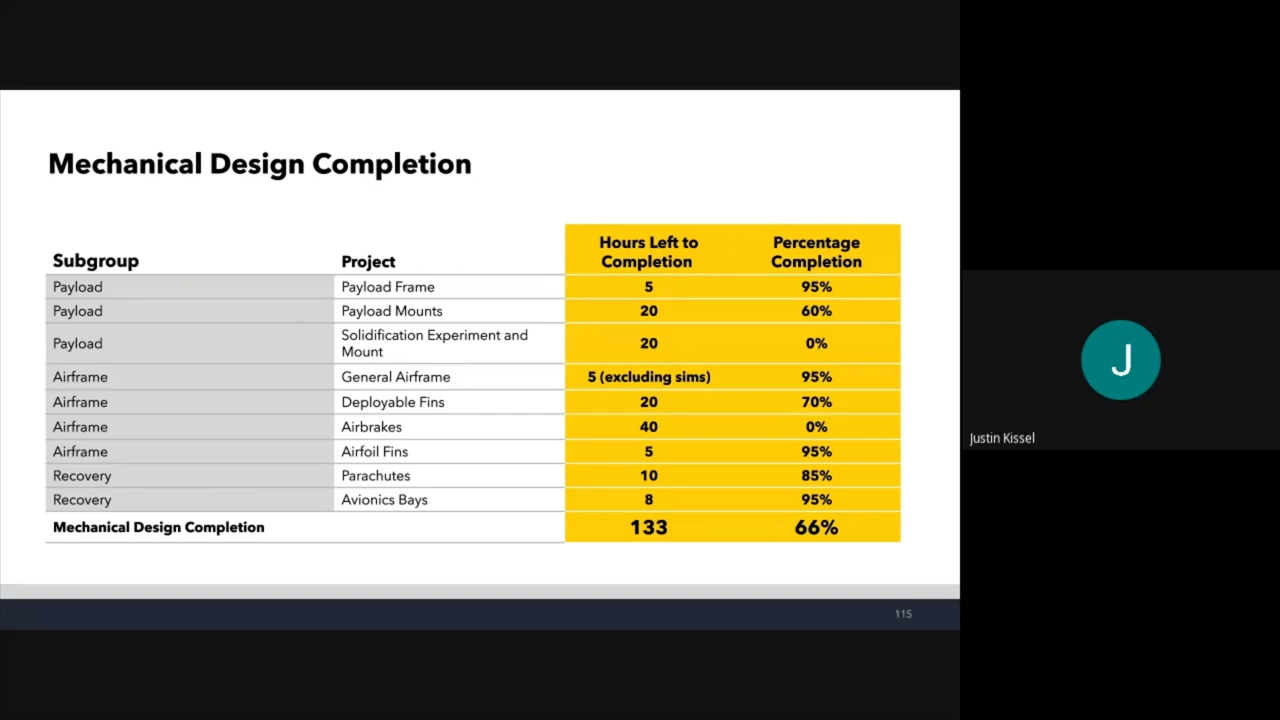 Mechanical Design Completion
Subgroup Project Hours Left to Completion Percentage Completion
Payload Payload Frame 5 95%
Payload Payload Mounts 20 60%
Payload Solidification Experiment and Mount 20 0%
Airframe General Airframe 5 (excluding sims) 95%
Airframe Deployable Fins 20 70%
Airframe Airbrakes 40 0%
Airframe Airfoil Fins 5 95%
Recovery Parachutes 10 85%
Recovery Avionics Bays 8 95%
Mechanical Design Completion 133 66%
115
J
Justin Kissel